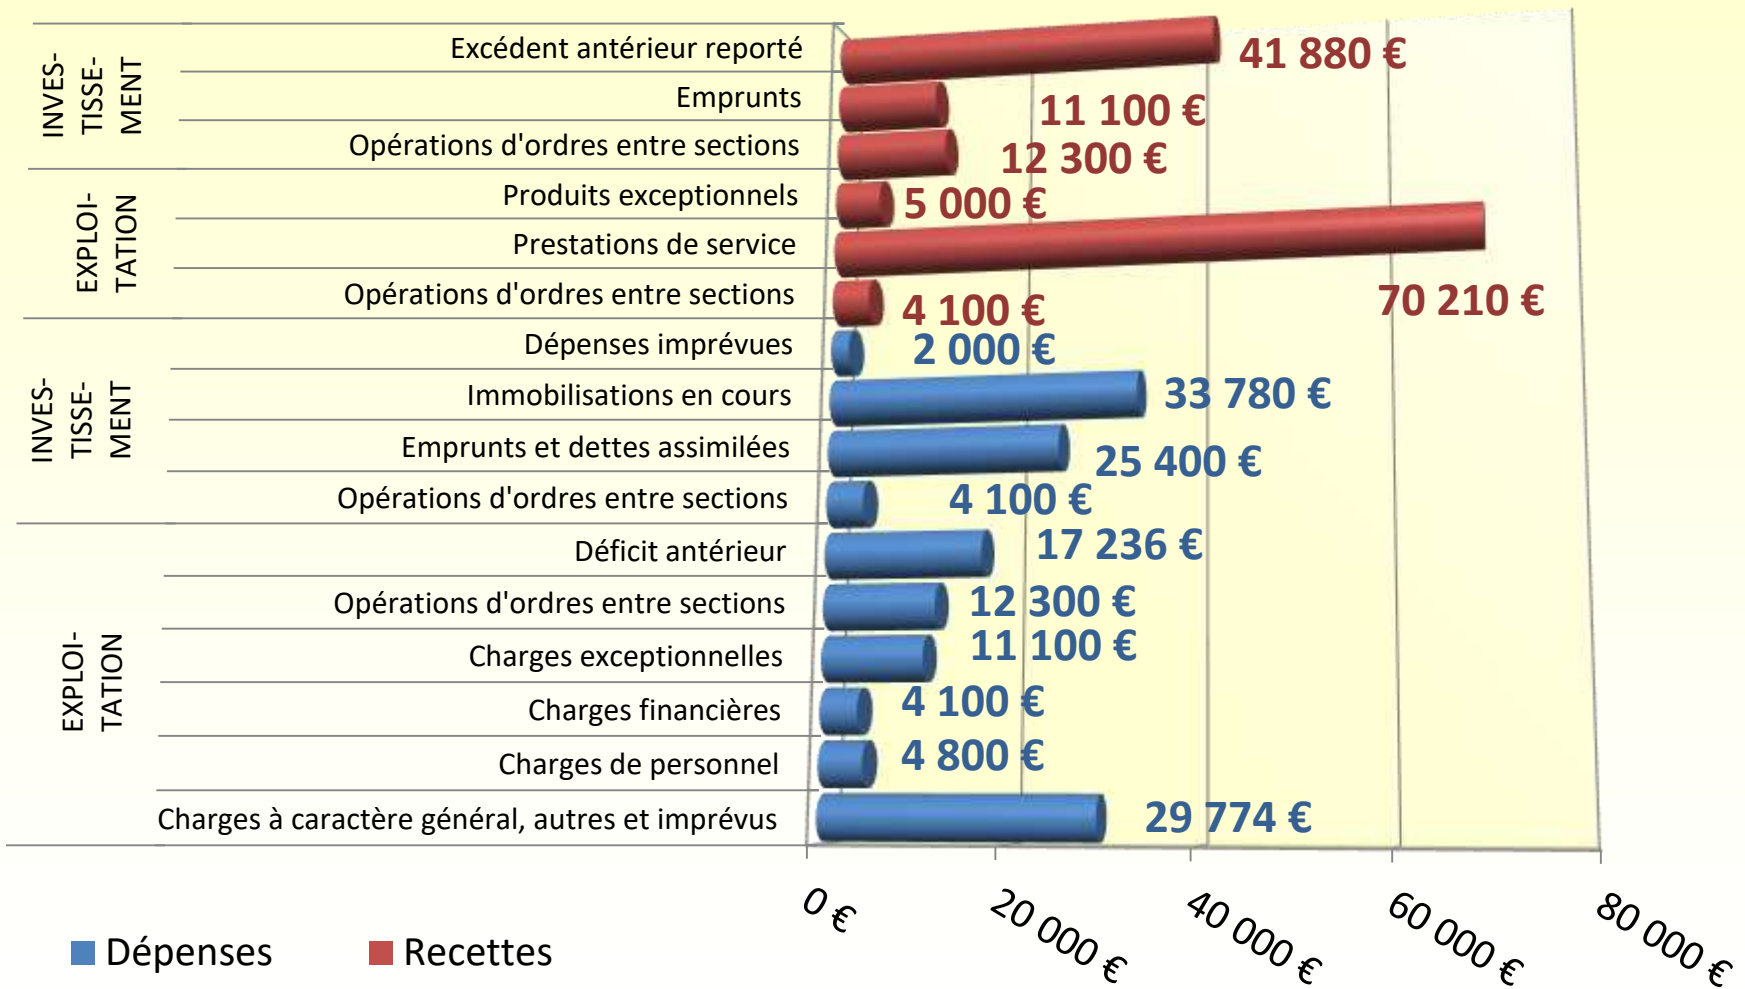 INVES-
TISSE-
MENT
Excédent antérieur reporté
41 880 €
Emprunts
11 100 €
Opérations d'ordres entre sections
12 300 €
EXPLOI-
TATION
Produits exceptionnels
5 000 €
Prestations de service
70 210 €
Opérations d'ordres entre sections
4 100 €
INVES-
TISSE-
MENT
Dépenses imprévues
2 000 €
Immobilisations en cours
33 780 €
Emprunts et dettes assimilées
25 400 €
Opérations d'ordres entre sections
4 100 €
EXPLOI-
TATION
Déficit antérieur
17 236 €
Opérations d'ordres entre sections
12 300 €
Charges exceptionnelles
11 100 €
Charges financières
4 100 €
Charges de personnel
4 800 €
Charges à caractère général, autres et imprévus
29 774 €
0 €
20 000 €
40 000 €
60 000 €
80 000 €
Dépenses
Recettes